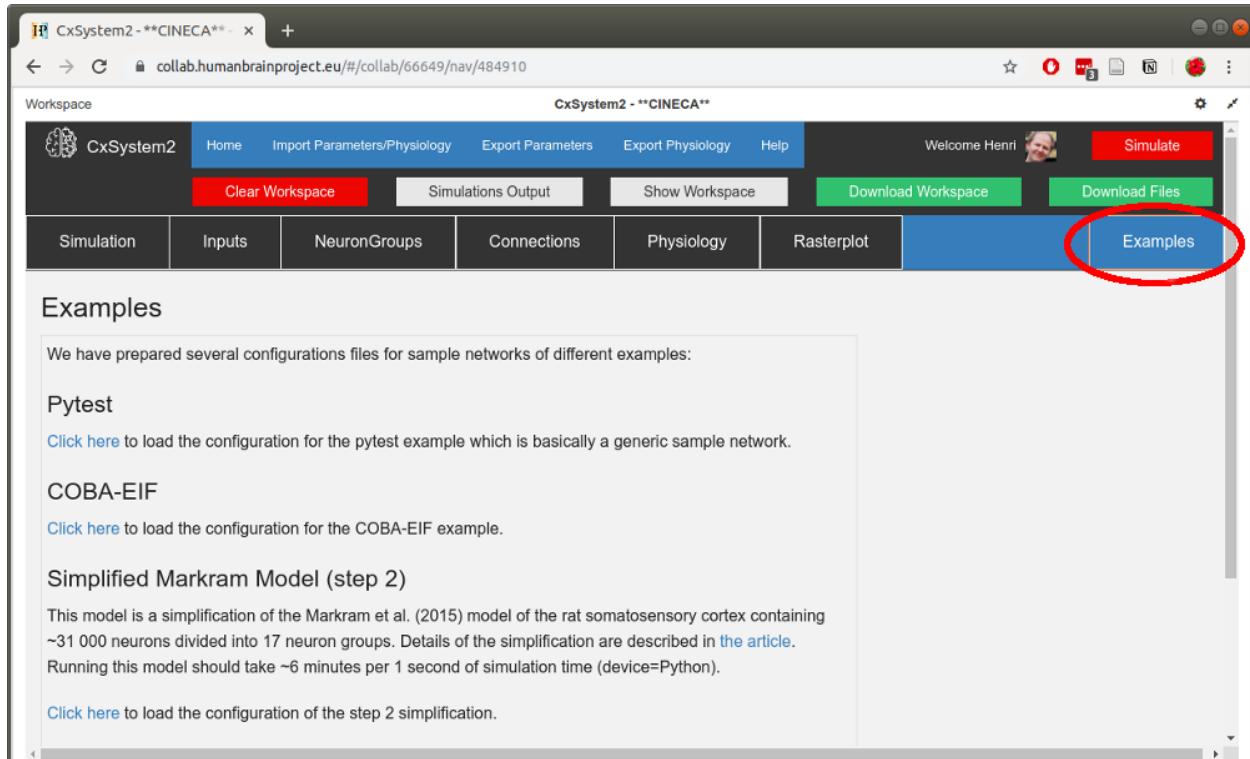 CxSystem2 - **CINECA** -
collab.humanbrainproject.eu/#/collab/66649/nav/484910
3
Workspace
CxSystem2 - **CINECA**
CxSystem2
Home
Import Parameters/Physiology
Export Parameters
Export Physiology
Help
Welcome Henri
Simulate
Clear Workspace
Simulations Output
Show Workspace
Download Workspace
Download Files
Simulation
Inputs
NeuronGroups
Connections
Physiology
Rasterplot
Examples
Examples
We have prepared several configurations files for sample networks of different examples:
Pytest
Click here to load the configuration for the pytest example which is basically a generic sample network.
COBA-EIF
Click here to load the configuration for the COBA-EIF example.
Simplified Markram Model (step 2)
This model is a simplification of the Markram et al. (2015) model of the rat somatosensory cortex containing
~31 000 neurons divided into 17 neuron groups. Details of the simplification are described in the article.
Running this model should take ~6 minutes per 1 second of simulation time (device=Python).
Click here to load the configuration of the step 2 simplification.